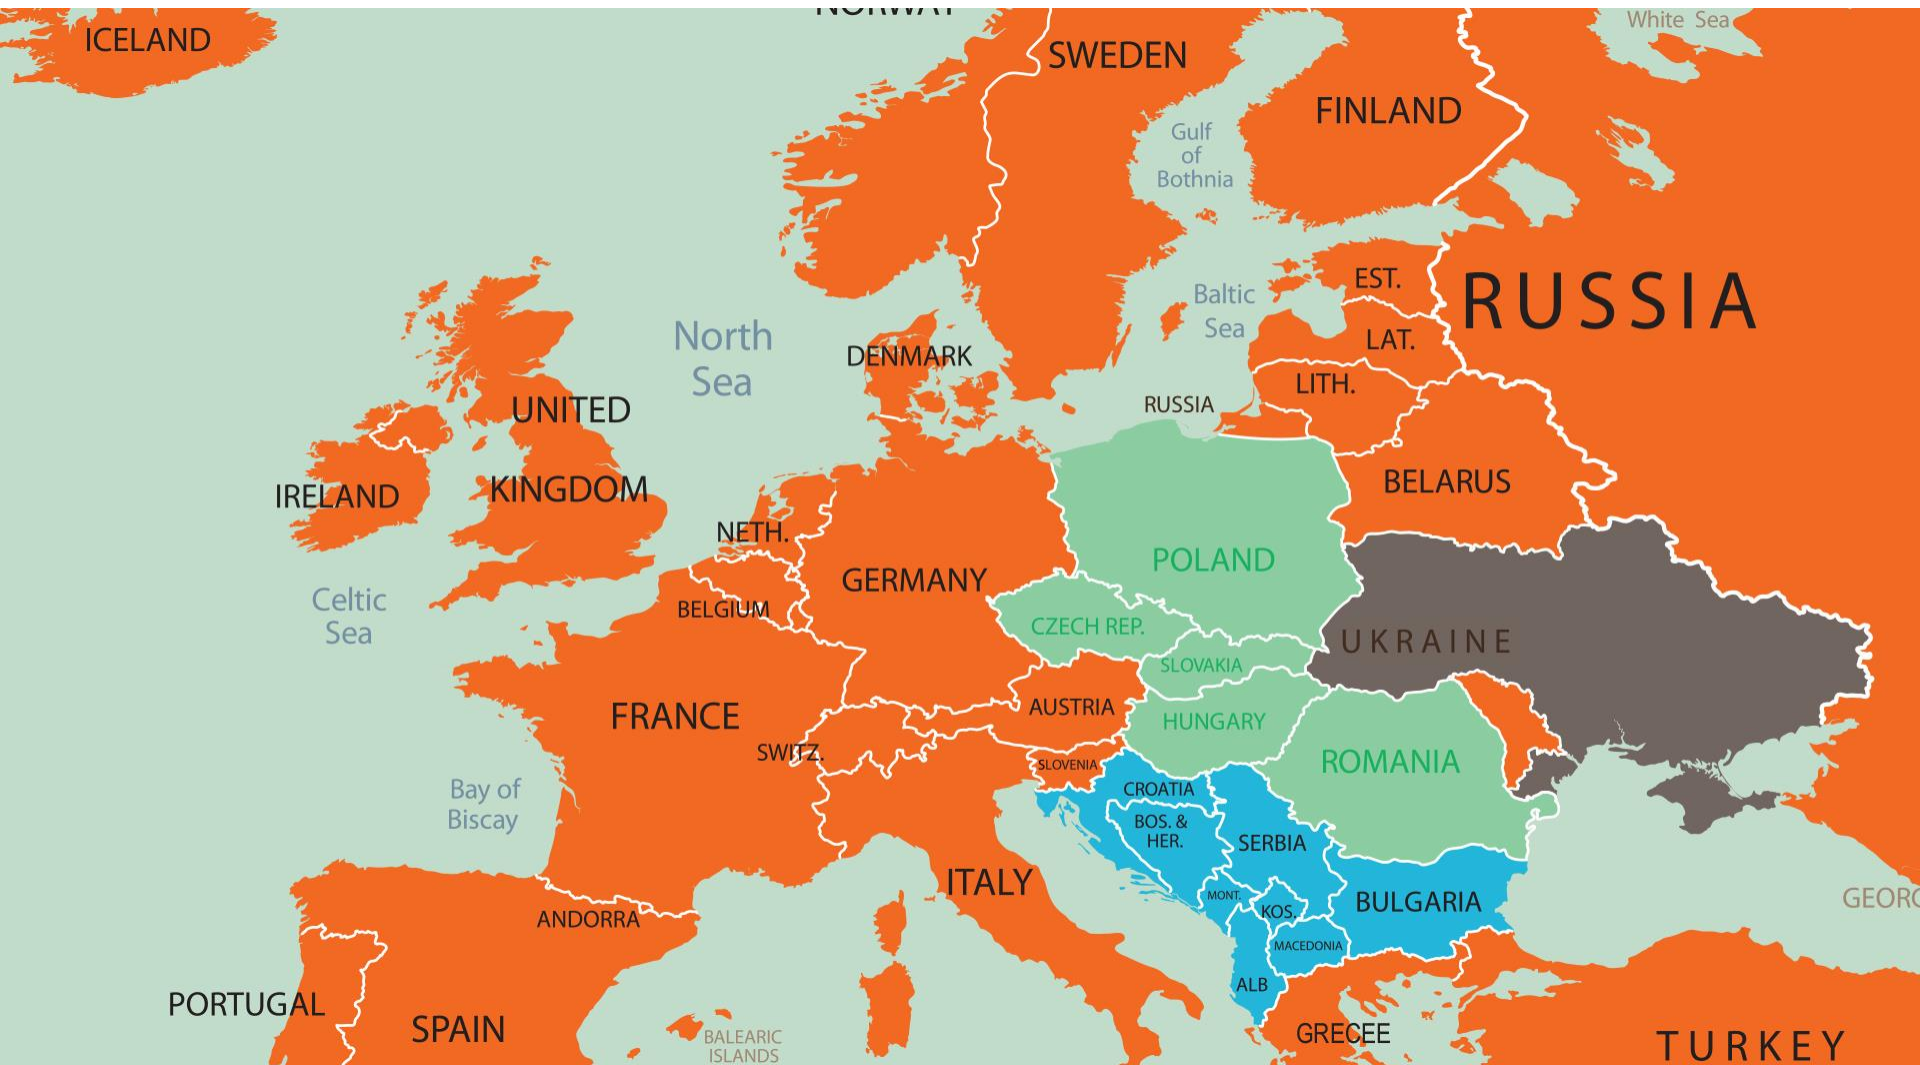 NORWAY
ICELAND
SWEDEN
White Sea
FINLAND
Gulf
of
Bothnia
EST.
RUSSIA
Baltic
Sea
LAT.
North
Sea
DENMARK
LITH.
RUSSIA
UNITED
KINGDOM
IRELAND
BELARUS
NETH.
POLAND
GERMANY
Celtic
Sea
BELGIUM
CZECH REP.
UKRAINE
SLOVAKIA
AUSTRIA
FRANCE
HUNGARY
SWITZ.
SLOVENIA
ROMANIA
Bay of
Biscay
CROATIA
BOS. &
HER.
SERBIA
ITALY
MONT.
KOS.
BULGARIA
GEORG
ANDORRA
MACEDONIA
ALB
PORTUGAL
SPAIN
BALEARIC
ISLANDS
GRECEE
TURKEY